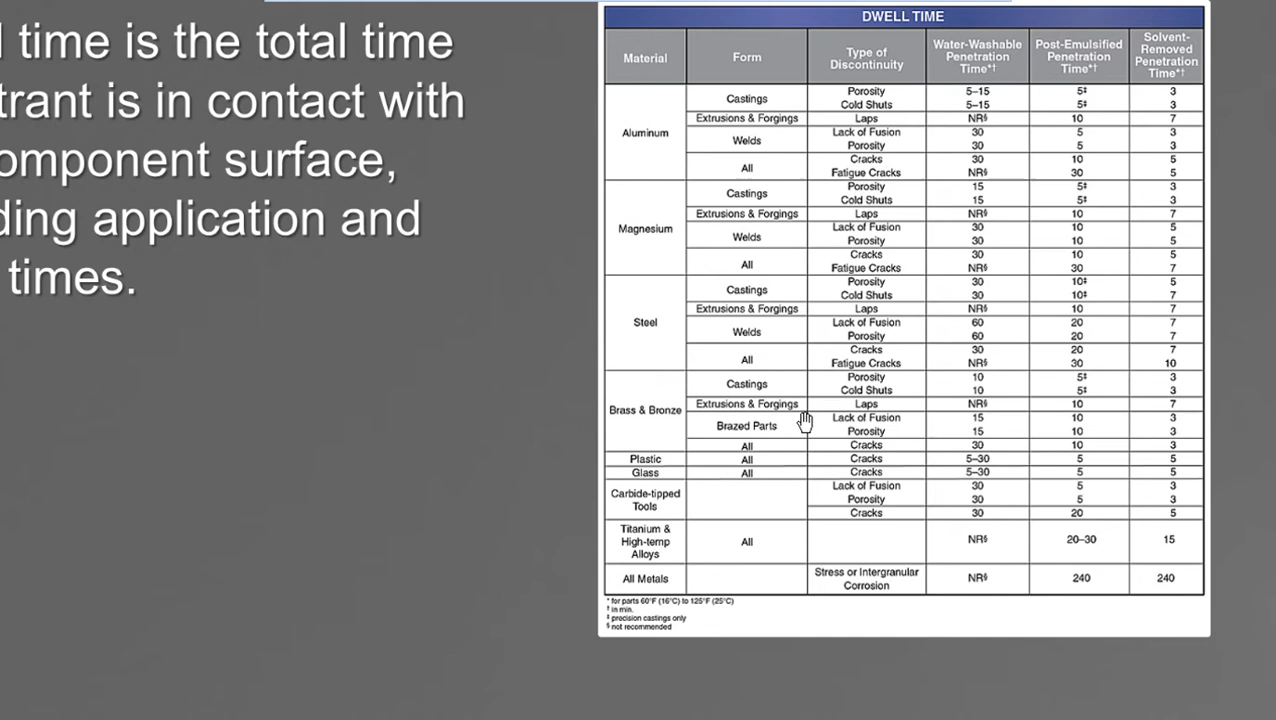 l time is the total time
trant is in contact with
omponent surface,
ding application and
times.
DWELL TIME
Material Form Type of Discontinuity Water-Washable Penetration Time*† Post-Emulsified Penetration Time*† Solvent-Removed Penetration Time*†
Aluminum Castings Porosity 5–15 5‡ 3
Cold Shuts 5–15 5‡ 3
Extrusions & Forgings Laps NR§ 10 7
Welds Lack of Fusion 30 5 3
Porosity 30 5 3
All Cracks 30 10 5
Fatigue Cracks NR§ 30 5
Magnesium Castings Porosity 15 5‡ 3
Cold Shuts 15 5‡ 3
Extrusions & Forgings Laps NR§ 10 7
Welds Lack of Fusion 30 10 5
Porosity 30 10 5
All Cracks 30 10 5
Fatigue Cracks NR§ 30 7
Steel Castings Porosity 30 10‡ 5
Cold Shuts 30 10‡ 7
Extrusions & Forgings Laps NR§ 10 7
Welds Lack of Fusion 60 20 7
Porosity 60 20 7
All Cracks 30 20 7
Fatigue Cracks NR§ 30 10
Brass & Bronze Castings Porosity 10 5‡ 3
Cold Shuts 10 5‡ 3
Extrusions & Forgings Laps NR§ 10 7
Brazed Parts Lack of Fusion 15 10 3
Porosity 15 10 3
All Cracks 30 10 3
Plastic All Cracks 5–30 5 5
Glass All Cracks 5–30 5 5
Carbide-tipped Tools Lack of Fusion 30 5 3
Porosity 30 5 3
Cracks 30 20 5
Titanium & High-temp Alloys All NR§ 20–30 15
All Metals Stress or Intergranular Corrosion NR§ 240 240
* for parts 60°F (16°C) to 125°F (25°C)
† in min.
‡ precision castings only
§ not recommended